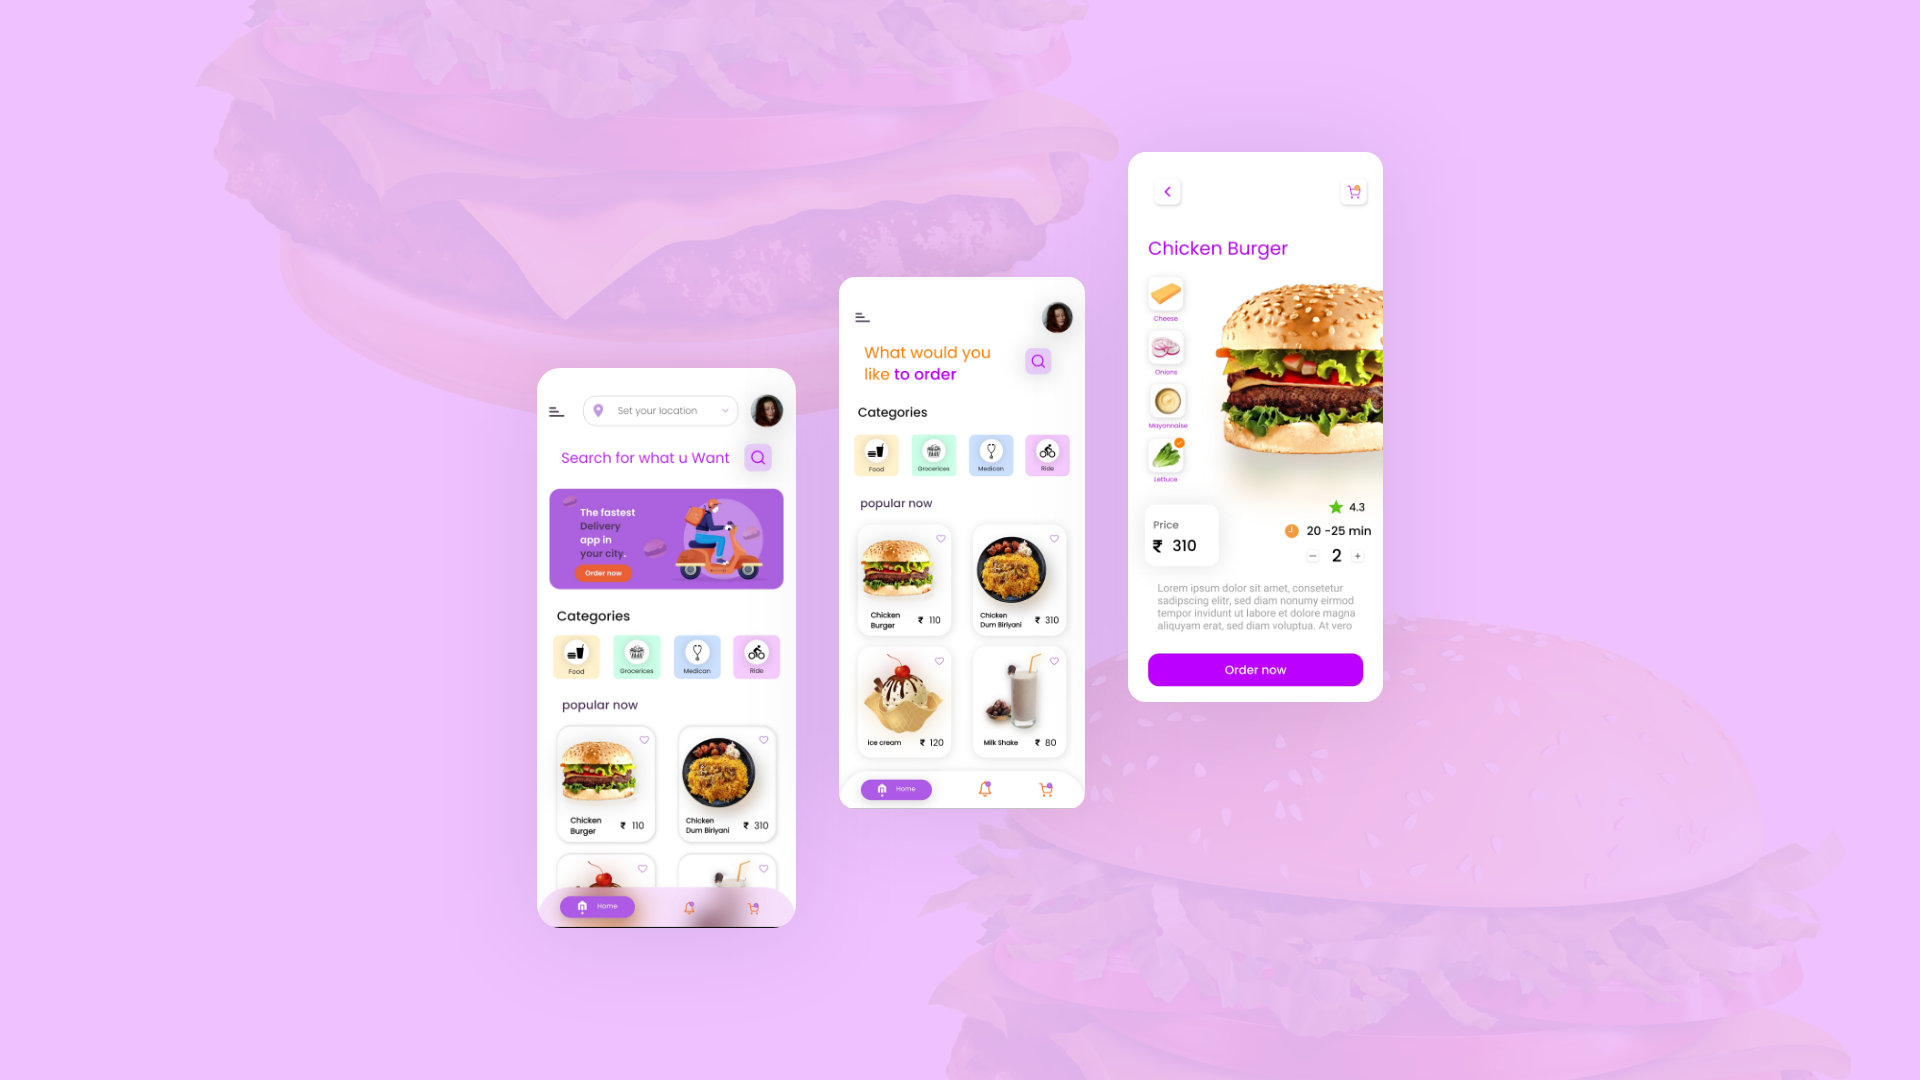 Set your location
Search for what u Want
The fastest
Delivery
app in
your city.
Order now
Categories
Food
Grocerices
Medican
Ride
popular now
Chicken
Burger
₹ 110
Chicken
Dum Biriyani
₹ 310
Home
What would you
like to order
Categories
Food
Grocerices
Medican
Ride
popular now
Chicken
Burger
₹ 110
Chicken
Dum Biriyani
₹ 310
Ice cream
₹ 120
Milk Shake
₹ 80
Home
Chicken Burger
Cheese
Onions
Mayonnaise
Lettuce
4.3
Price
₹ 310
20 -25 min
2
Lorem ipsum dolor sit amet, consetetur
sadipscing elitr, sed diam nonumy eirmod
tempor invidunt ut labore et dolore magna
aliquyam erat, sed diam voluptua. At vero
Order now